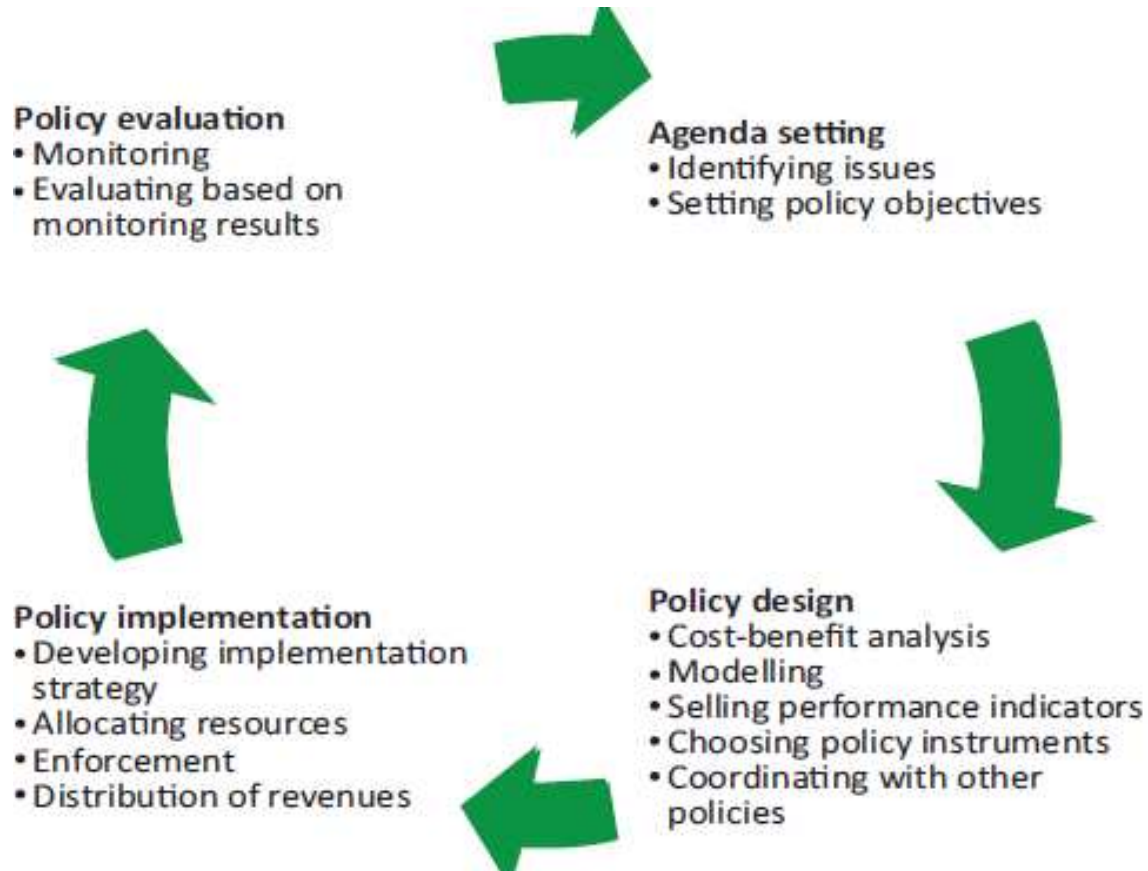 Policy evaluation
• Monitoring
• Evaluating based on
monitoring results
Agenda setting
• Identifying issues
• Setting policy objectives
Policy design
• Cost-benefit analysis
• Modelling
• Selling performance indicators
• Choosing policy instruments
• Coordinating with other
policies
Policy implementation
• Developing implementation
strategy
• Allocating resources
• Enforcement
• Distribution of revenues